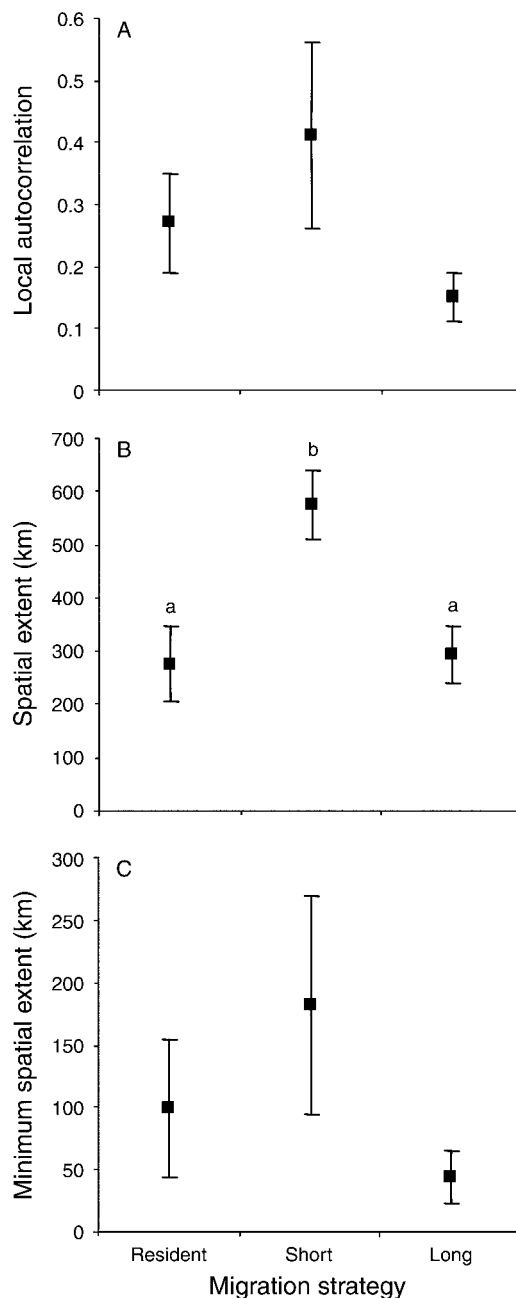 A
Local autocorrelation
0.6
0.5
0.4
0.3
0.2
0.1
0
B
Spatial extent (km)
700
600
500
400
300
200
100
0
a
b
a
C
Minimum spatial extent (km)
300
250
200
150
100
50
0
Resident Short Long
Migration strategy